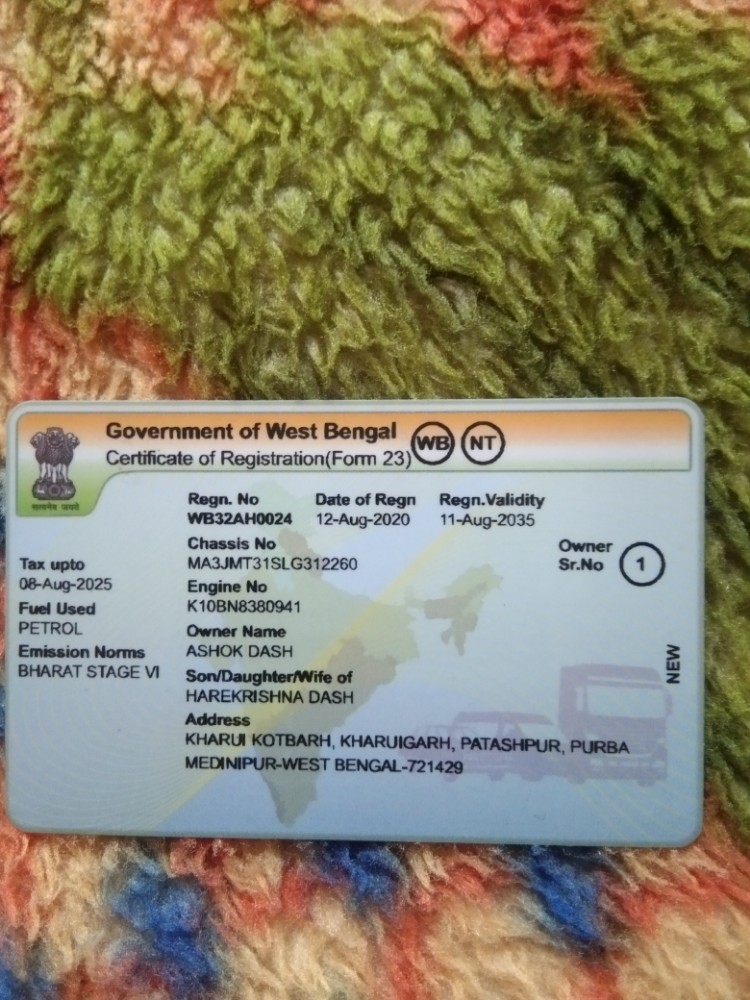 Government of West Bengal
Certificate of Registration(Form 23)
WB NT
सत्यमेव जयते
Regn. No Date of Regn Regn.Validity
WB32AH0024 12-Aug-2020 11-Aug-2035
Chassis No
MA3JMT31SLG312260
Owner
Sr.No 1
Tax upto
08-Aug-2025
Engine No
K10BN8380941
Fuel Used
PETROL
Owner Name
ASHOK DASH
Emission Norms
BHARAT STAGE VI
Son/Daughter/Wife of
HAREKRISHNA DASH
NEW
Address
KHARUI KOTBARH, KHARUIGARH, PATASHPUR, PURBA
MEDINIPUR-WEST BENGAL-721429